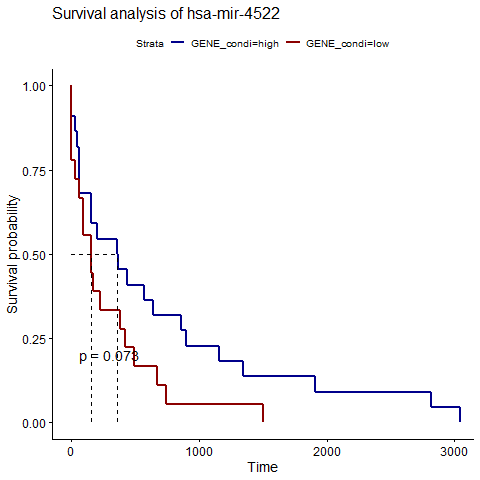 Survival analysis of hsa-mir-4522
Strata GENE_condi=high GENE_condi=low
1.00
0.75
0.50
0.25
0.00
Survival probability
p = 0.073
0 1000 2000 3000
Time